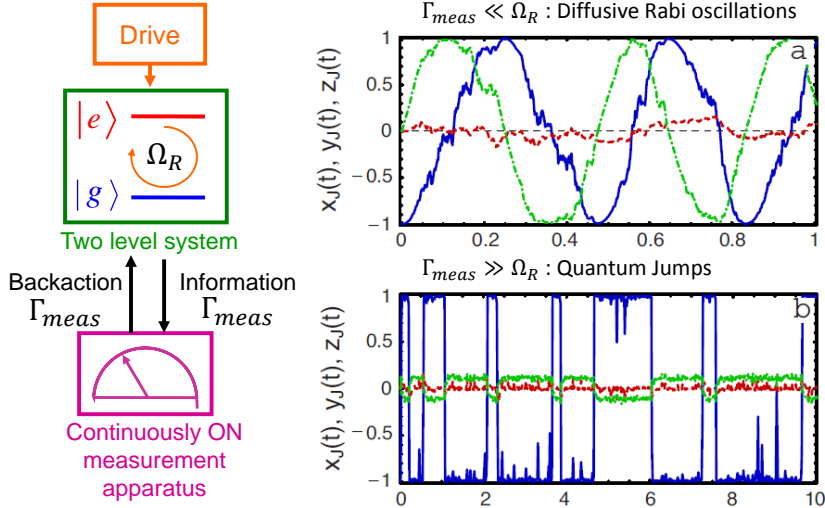 Drive
|e⟩
Ω_R
|g⟩
Two level system
Backaction
Γ_meas
Information
Γ_meas
Continuously ON
measurement
apparatus
Γ_meas ≪ Ω_R : Diffusive Rabi oscillations
a
x_J(t), y_J(t), z_J(t)
1
0.5
0
−0.5
−1
0
0.2
0.4
0.6
0.8
1
Γ_meas ≫ Ω_R : Quantum Jumps
b
x_J(t), y_J(t), z_J(t)
1
0.5
0
−0.5
−1
0
2
4
6
8
10